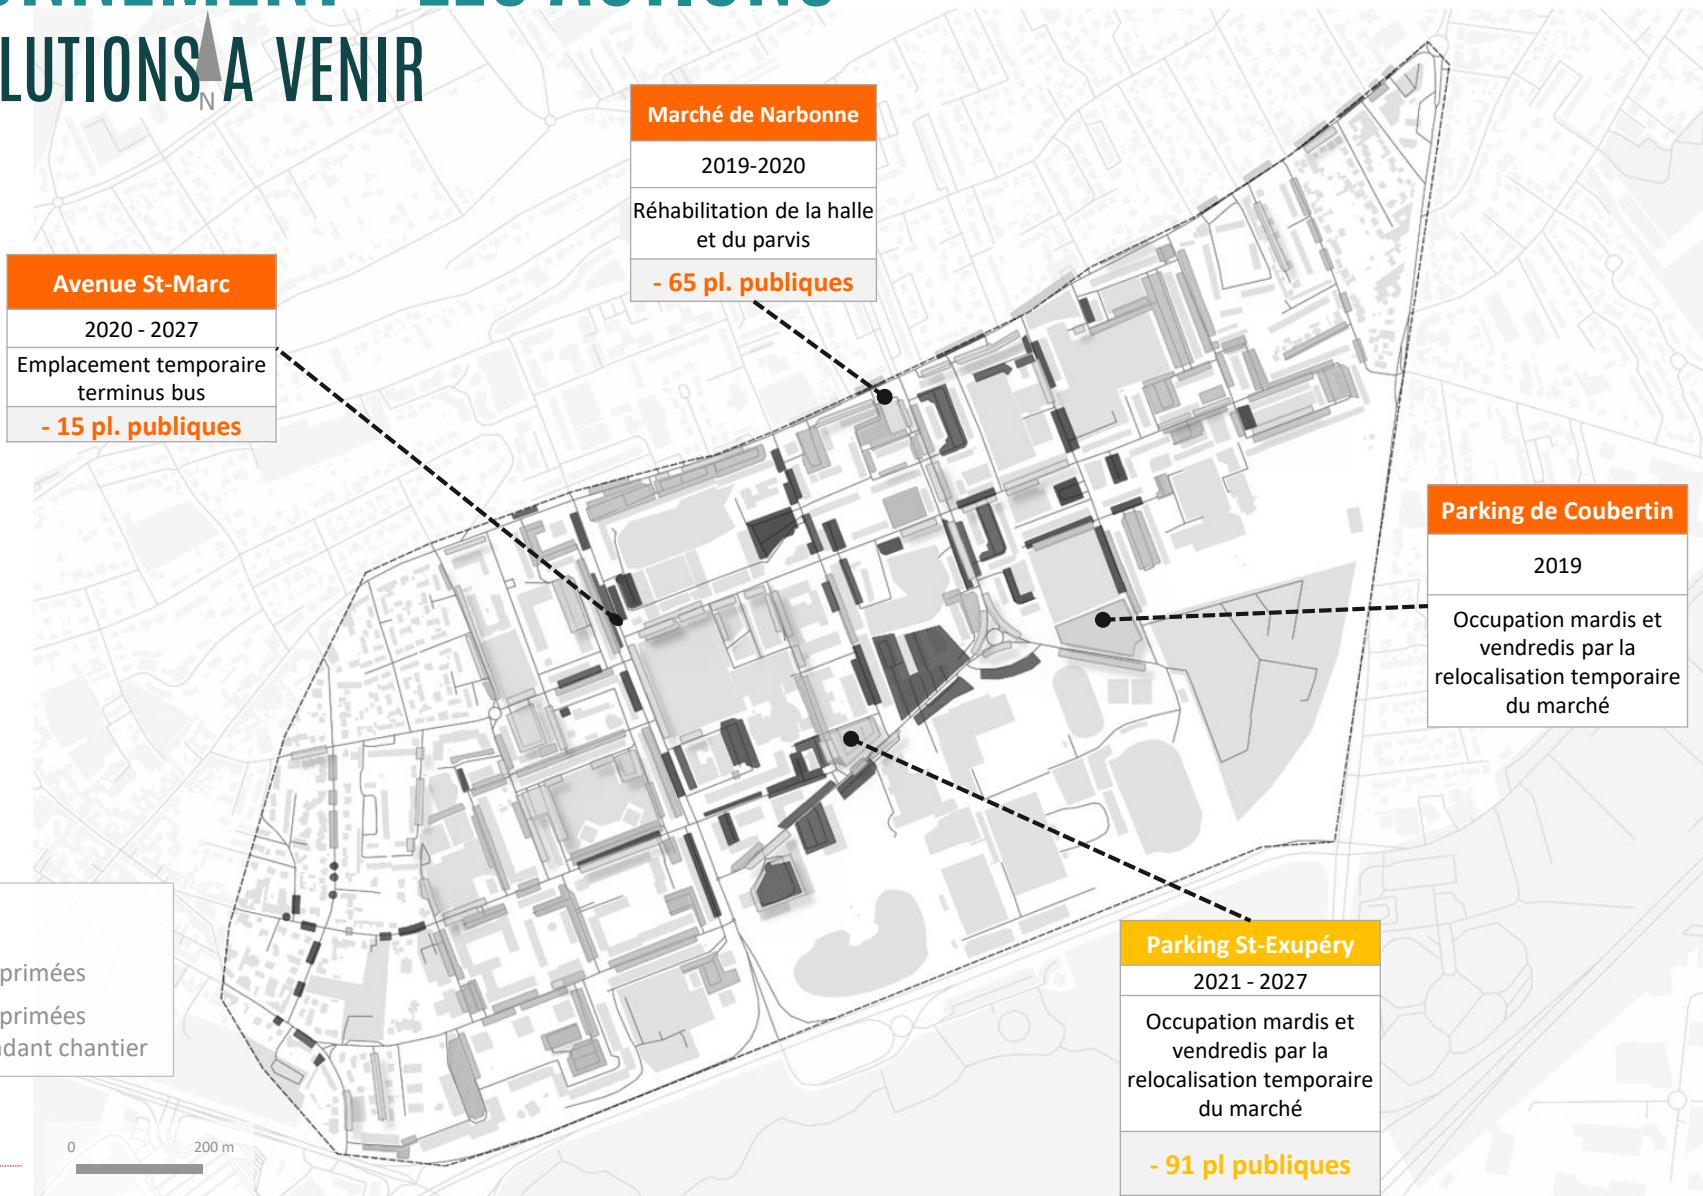 ONNEMENT - LES ACTIONS
LUTIONS A VENIR
N
Marché de Narbonne
2019-2020
Réhabilitation de la halle
et du parvis
- 65 pl. publiques
Avenue St-Marc
2020 - 2027
Emplacement temporaire
terminus bus
- 15 pl. publiques
Parking de Coubertin
2019
Occupation mardis et
vendredis par la
relocalisation temporaire
du marché
Parking St-Exupéry
2021 - 2027
Occupation mardis et
vendredis par la
relocalisation temporaire
du marché
- 91 pl publiques
primées
primées
dant chantier
0 200 m